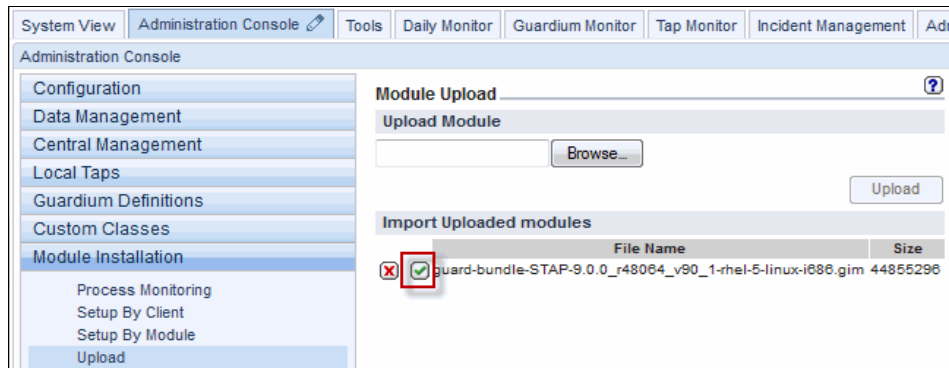 System View
Administration Console
Tools
Daily Monitor
Guardium Monitor
Tap Monitor
Incident Management
Administration Console
Configuration
Data Management
Central Management
Local Taps
Guardium Definitions
Custom Classes
Module Installation
Process Monitoring
Setup By Client
Setup By Module
Upload
Module Upload
?
Upload Module
Browse...
Upload
Import Uploaded modules
File Name Size
guard-bundle-STAP-9.0.0_r48064_v90_1-rhel-5-linux-i686.gim 44855296